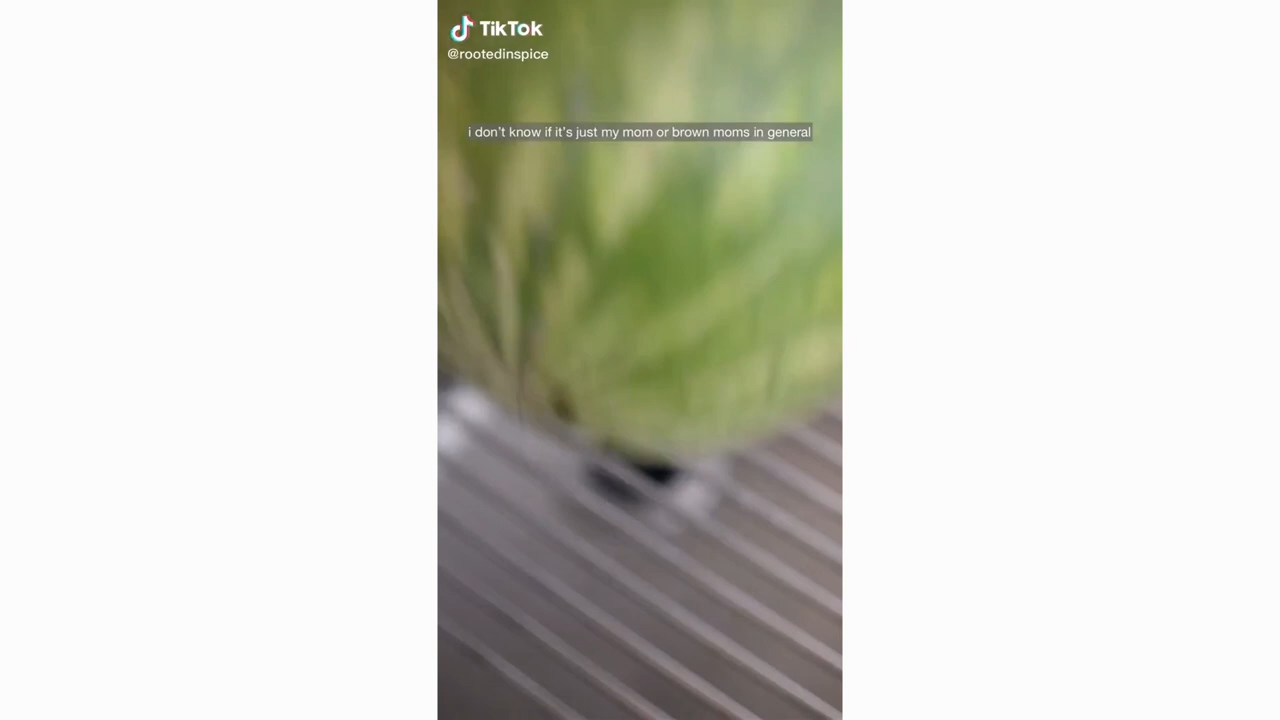 TikTok
@rootedinspice
i don't know if it's just my mom or brown moms in general